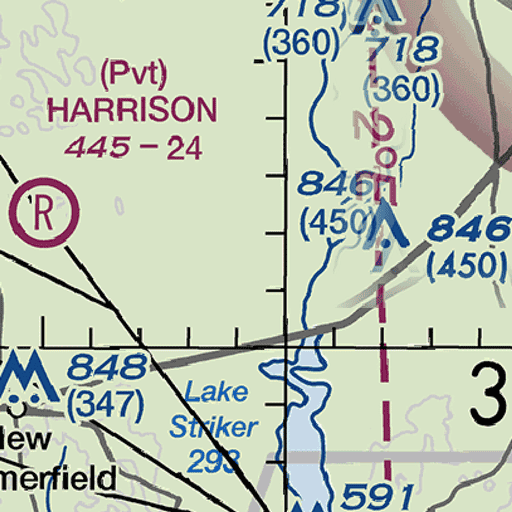 718
(360)
718
(360)
(Pvt)
HARRISON
445 - 24
2°E
846
(450)
R
846
(450)
848
(347)
Lake
Striker
293
3
New
merfield
591